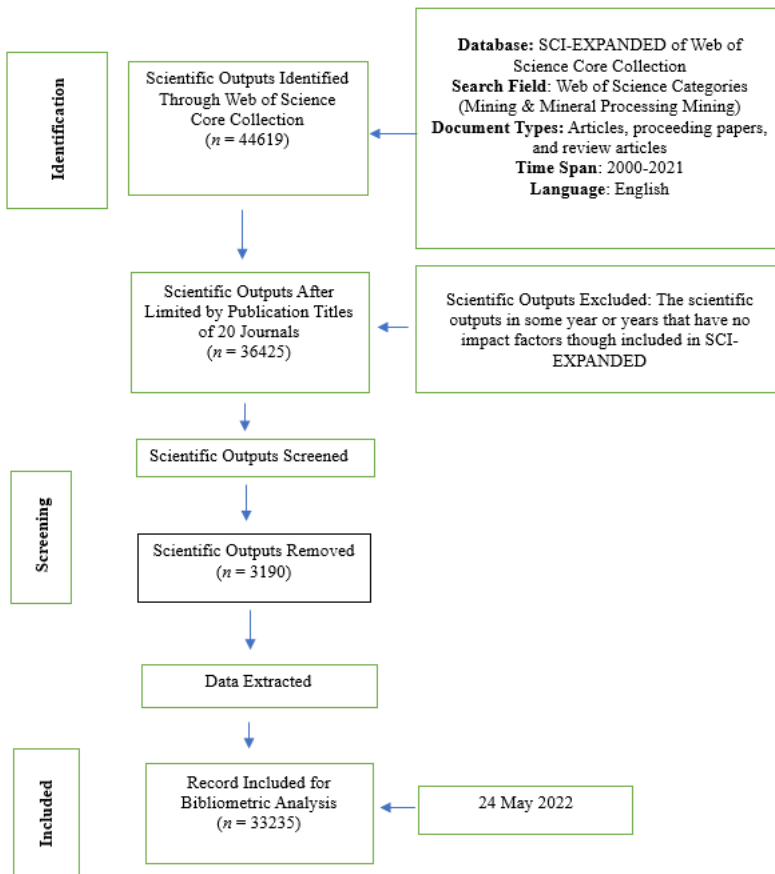 Identification
Scientific Outputs Identified
Through Web of Science
Core Collection
(n = 44619)
Database: SCI-EXPANDED of Web of
Science Core Collection
Search Field: Web of Science Categories
(Mining & Mineral Processing Mining)
Document Types: Articles, proceeding papers,
and review articles
Time Span: 2000-2021
Language: English
Scientific Outputs After
Limited by Publication Titles
of 20 Journals
(n = 36425)
Scientific Outputs Excluded: The scientific
outputs in some year or years that have no
impact factors though included in SCI-
EXPANDED
Scientific Outputs Screened
Screening
Scientific Outputs Removed
(n = 3190)
Data Extracted
Included
Record Included for
Bibliometric Analysis
(n = 33235)
24 May 2022